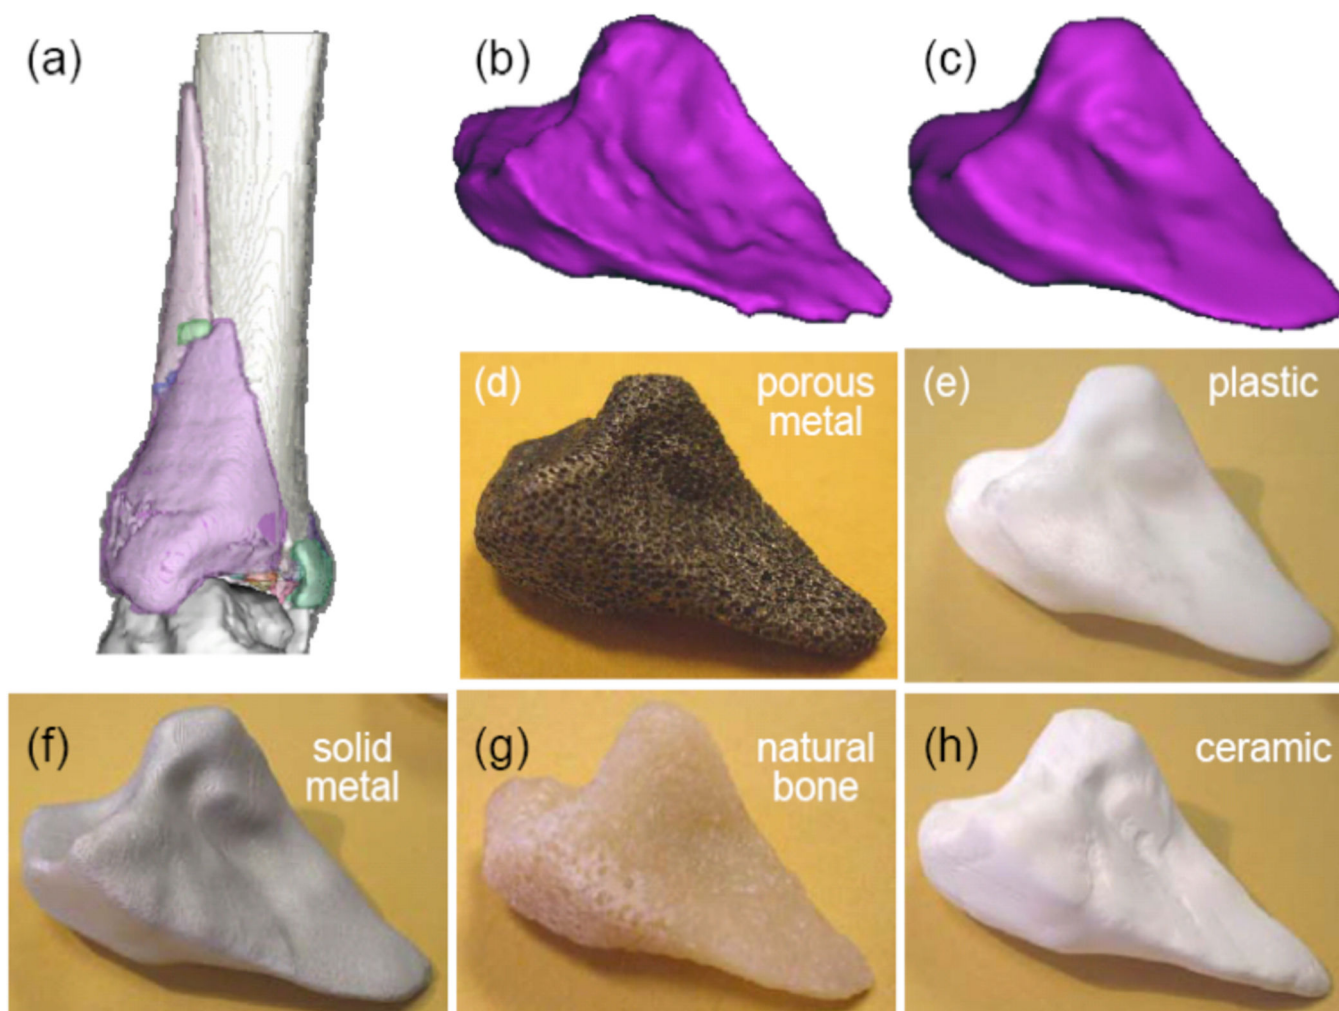 (a)
(b)
(c)
(d)
porous
metal
(e)
plastic
(f)
solid
metal
(g)
natural
bone
(h)
ceramic